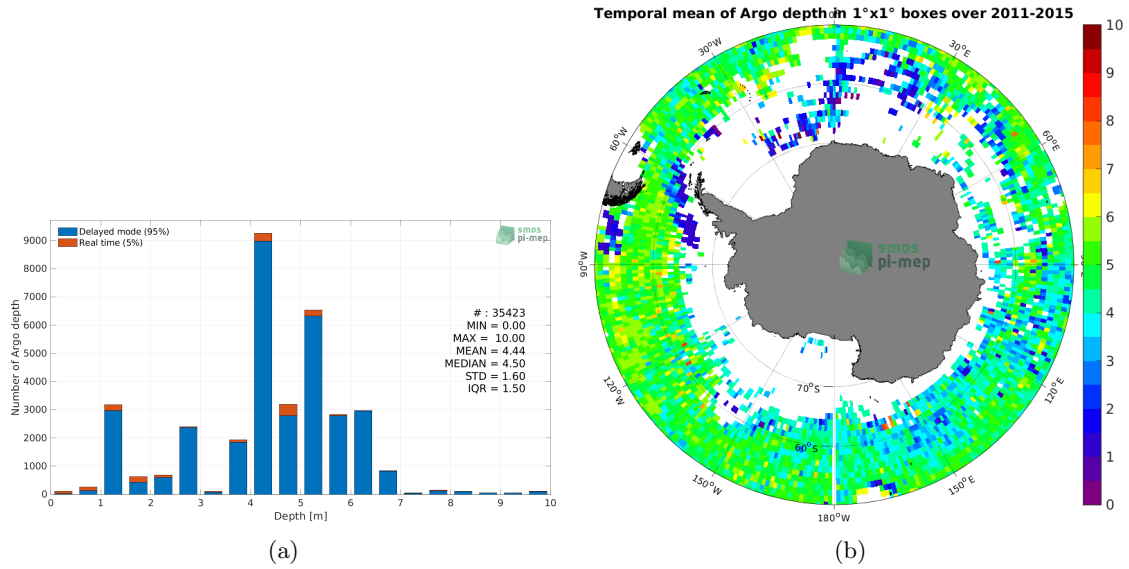 Delayed mode (95%)
Real time (5%)
smos
pi-mep
# : 35423
MIN = 0.00
MAX = 10.00
MEAN = 4.44
MEDIAN = 4.50
STD = 1.60
IQR = 1.50
Number of Argo depth
9000
8000
7000
6000
5000
4000
3000
2000
1000
0
0 1 2 3 4 5 6 7 8 9 10
Depth [m]
(a)
Temporal mean of Argo depth in 1°x1° boxes over 2011-2015
30°W
30°E
60°W
60°E
90°W
smos
pi-mep
120°W
120°E
70°S
60°S
150°W
150°E
180°W
10
9
8
7
6
5
4
3
2
1
0
(b)